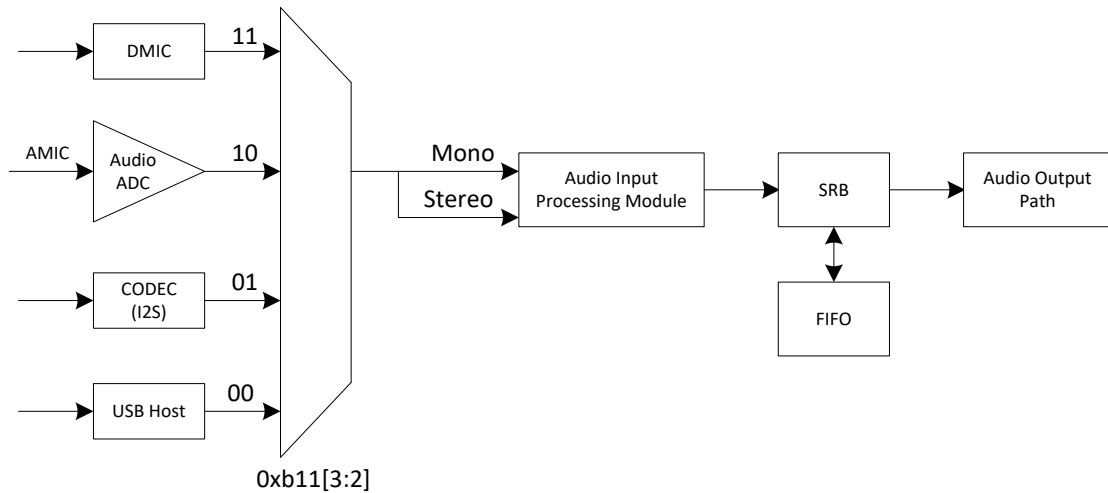 DMIC
11
AMIC
Audio
ADC
10
CODEC
(I2S)
01
USB Host
00
0xb11[3:2]
Mono
Stereo
Audio Input
Processing Module
SRB
FIFO
Audio Output
Path